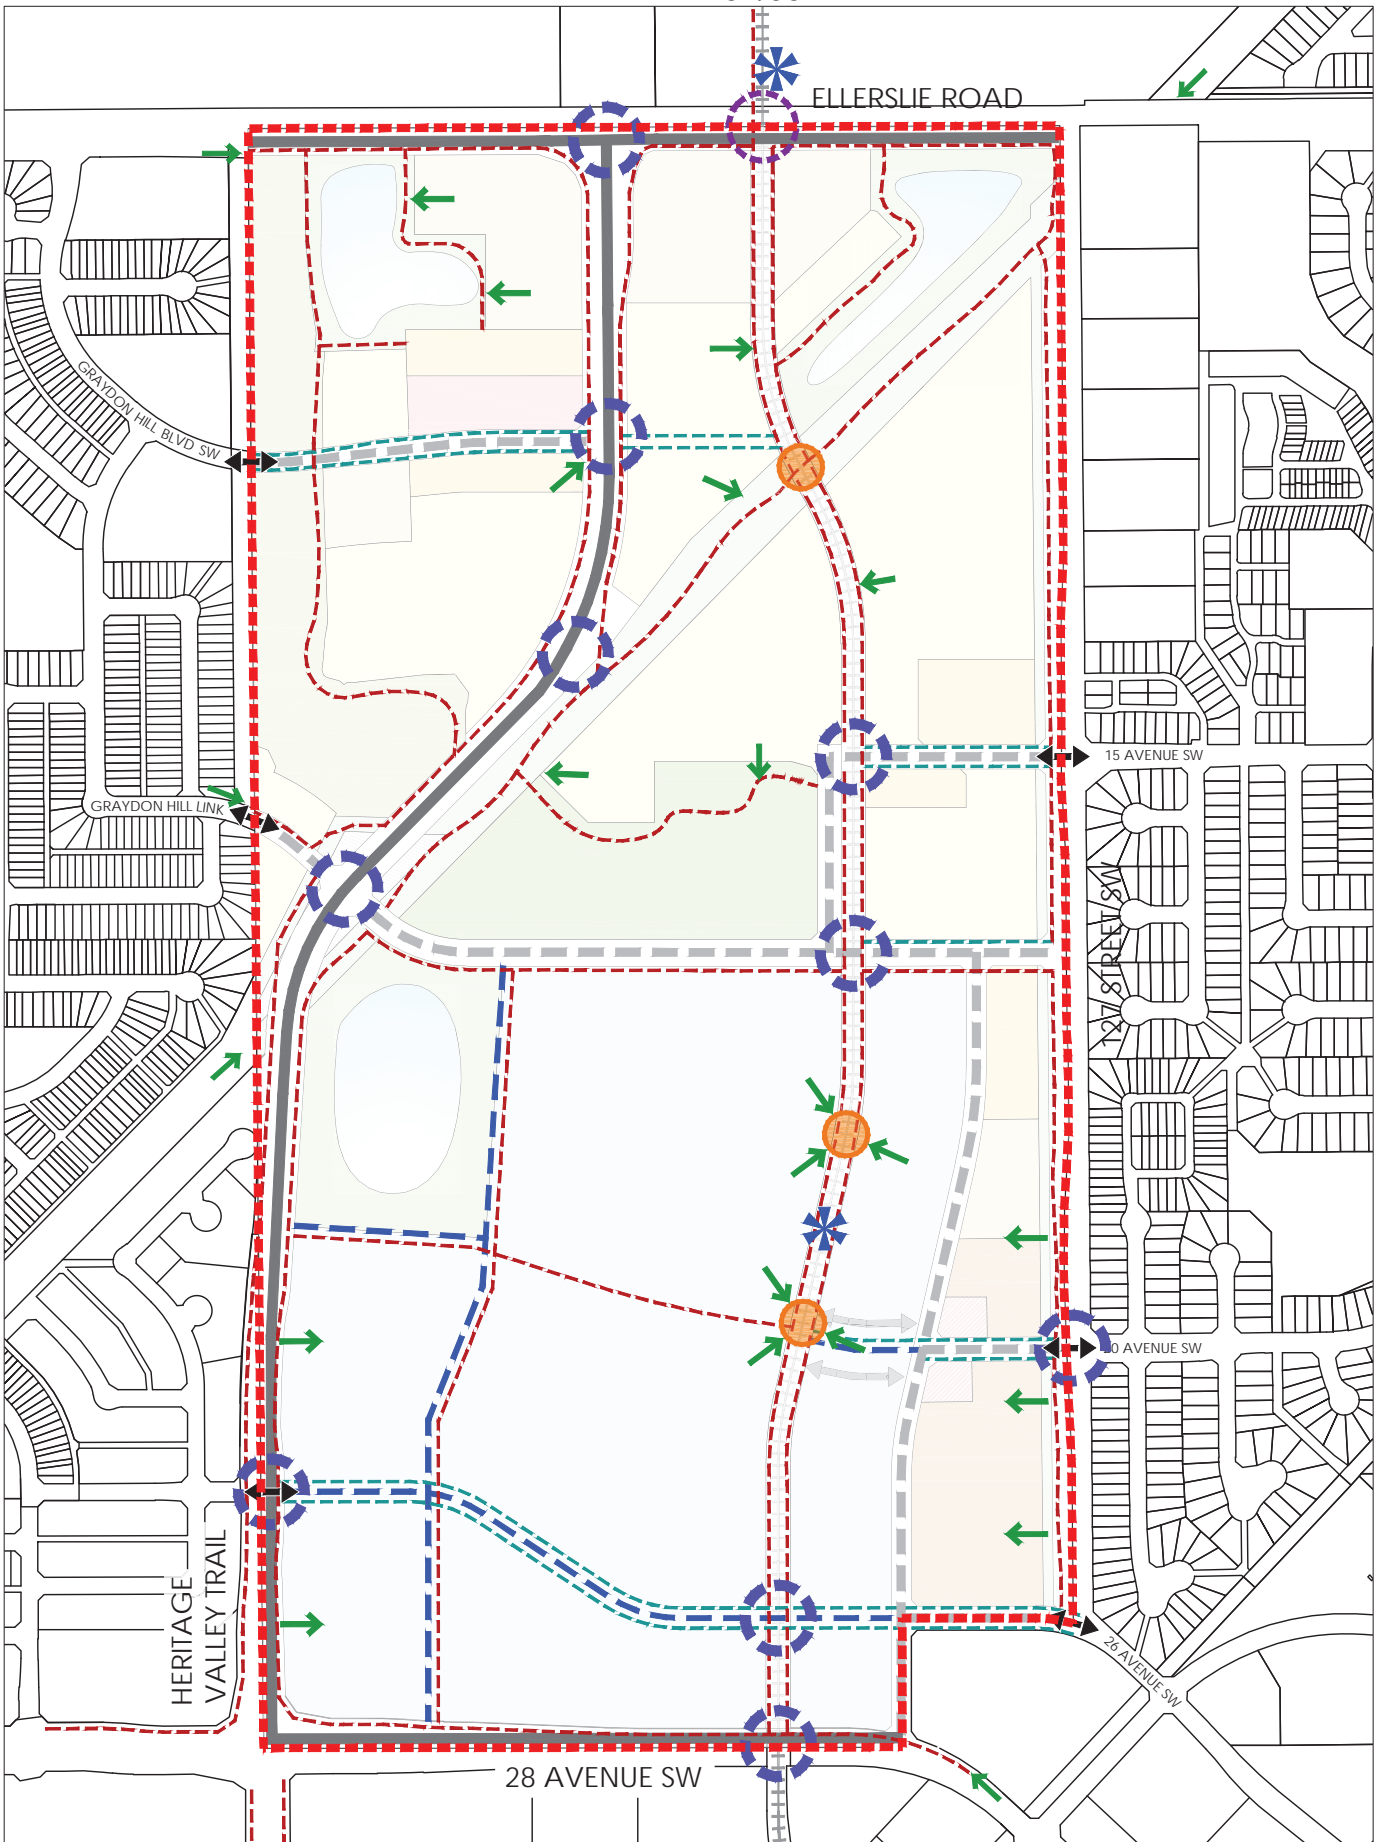 ELLERSLIE ROAD
GRAYDON HILL BLVD SW
15 AVENUE SW
GRAYDON HILL LINK
127 STREET SW
0 AVENUE SW
HERITAGE
VALLEY TRAIL
26 AVENUE SW
28 AVENUE SW